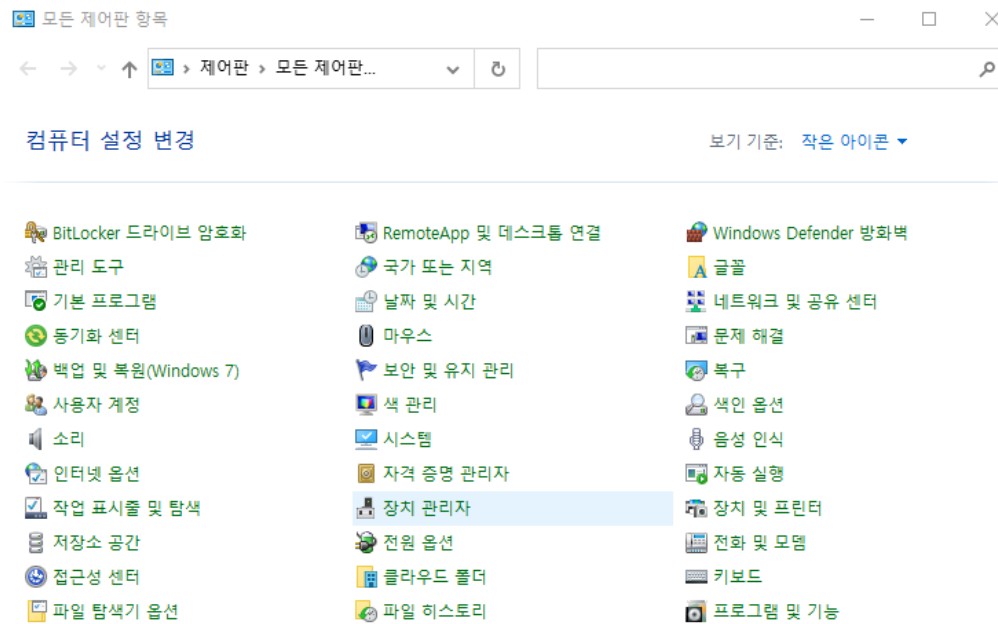 모든 제어판 항목
제어판 › 모든 제어판...
컴퓨터 설정 변경
보기 기준: 작은 아이콘
BitLocker 드라이브 암호화 RemoteApp 및 데스크톱 연결 Windows Defender 방화벽
관리 도구 국가 또는 지역 글꼴
기본 프로그램 날짜 및 시간 네트워크 및 공유 센터
동기화 센터 마우스 문제 해결
백업 및 복원(Windows 7) 보안 및 유지 관리 복구
사용자 계정 색 관리 색인 옵션
소리 시스템 음성 인식
인터넷 옵션 자격 증명 관리자 자동 실행
작업 표시줄 및 탐색 장치 관리자 장치 및 프린터
저장소 공간 전원 옵션 전화 및 모뎀
접근성 센터 클라우드 폴더 키보드
파일 탐색기 옵션 파일 히스토리 프로그램 및 기능